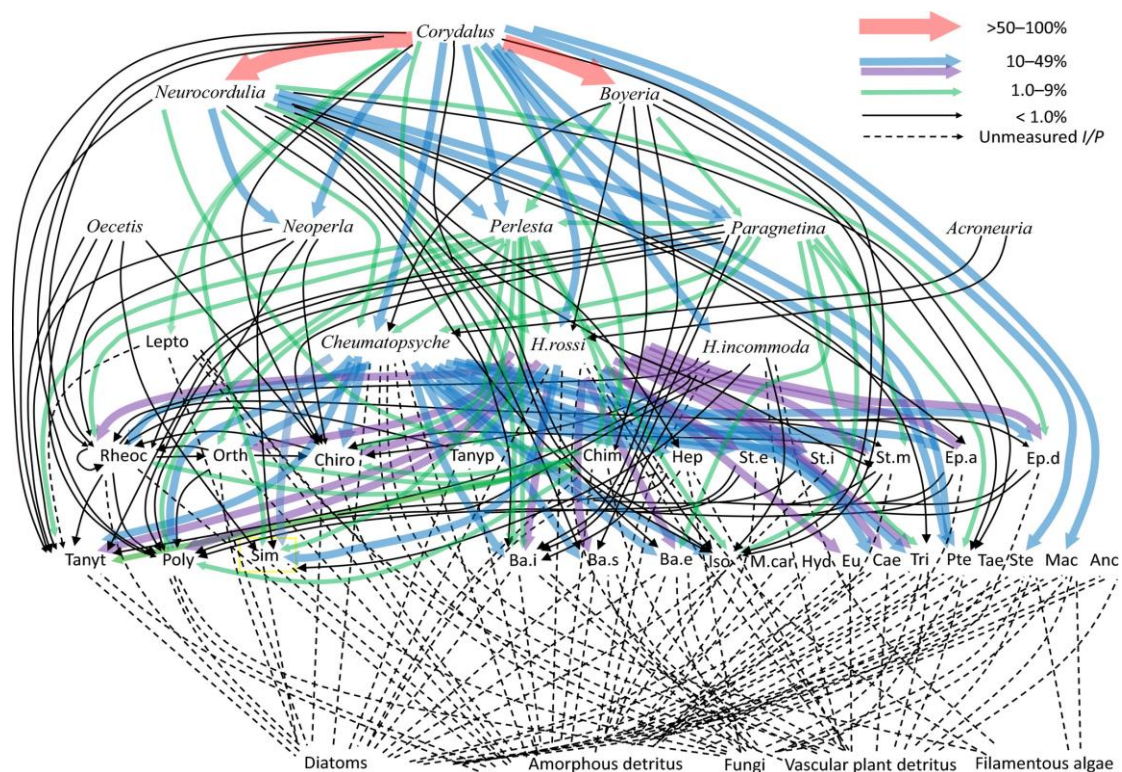 Corydalus
>50–100%
10–49%
1.0–9%
< 1.0%
Unmeasured I/P
Neurocordulia
Boyeria
Oecetis
Neoperla
Perlesta
Paragnetina
Acroneuria
Lepto
Cheumatopsyche
H.rossi
H.incommoda
Rheoc
Orth
Chiro
Tanyp
Chim
Hep
St.e
St.i
St.m
Ep.a
Ep.d
Tanyt
Poly
Sim
Ba.i
Ba.s
Ba.e
Iso
M.car
Hyd
Eu
Cae
Tri
Pte
Tae
Ste
Mac
Anc
Diatoms
Amorphous detritus
Fungi
Vascular plant detritus
Filamentous algae